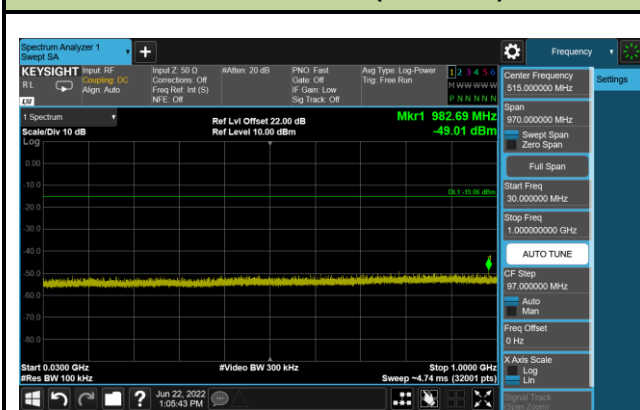 Spectrum Analyzer 1
Swept SA
Frequency
KEYSIGHT
RL
Input: RF
Coupling: DC
Align: Auto
Input Z: 50 Ω
Corrections: Off
Freq Ref: Int (S)
NFE: Off
#Atten: 20 dB
PNO: Fast
Gate: Off
IF Gain: Low
Sig Track: Off
Avg Type: Log-Power
Trig: Free Run
1 2 3 4 5 6
M W W W W W
P N N N N N
1 Spectrum
Scale/Div 10 dB
Log
Ref Lvl Offset 22.00 dB
Ref Level 10.00 dBm
Mkr1 982.69 MHz
-49.01 dBm
0.00
-10.0
DL1 -15.06 dBm
-20.0
-30.0
-40.0
-50.0
-60.0
-70.0
-80.0
Start 0.0300 GHz
#Res BW 100 kHz
#Video BW 300 kHz
Stop 1.0000 GHz
Sweep ~4.74 ms (32001 pts)
Center Frequency
515.000000 MHz
Settings
Span
970.000000 MHz
Swept Span
Zero Span
Full Span
Start Freq
30.000000 MHz
Stop Freq
1.000000000 GHz
AUTO TUNE
CF Step
97.000000 MHz
Auto
Man
Freq Offset
0 Hz
X Axis Scale
Log
Lin
Signal Track
(Span Zoom)
Jun 22, 2022
1:05:43 PM